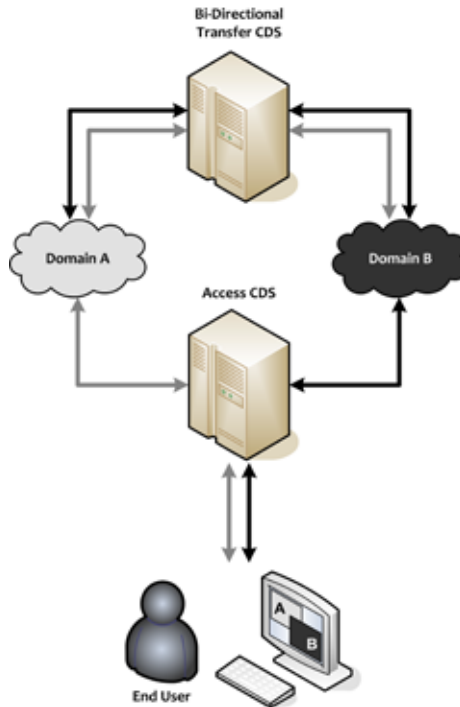 Bi-Directional
Transfer CDS
Domain A
Domain B
Access CDS
A
B
End User